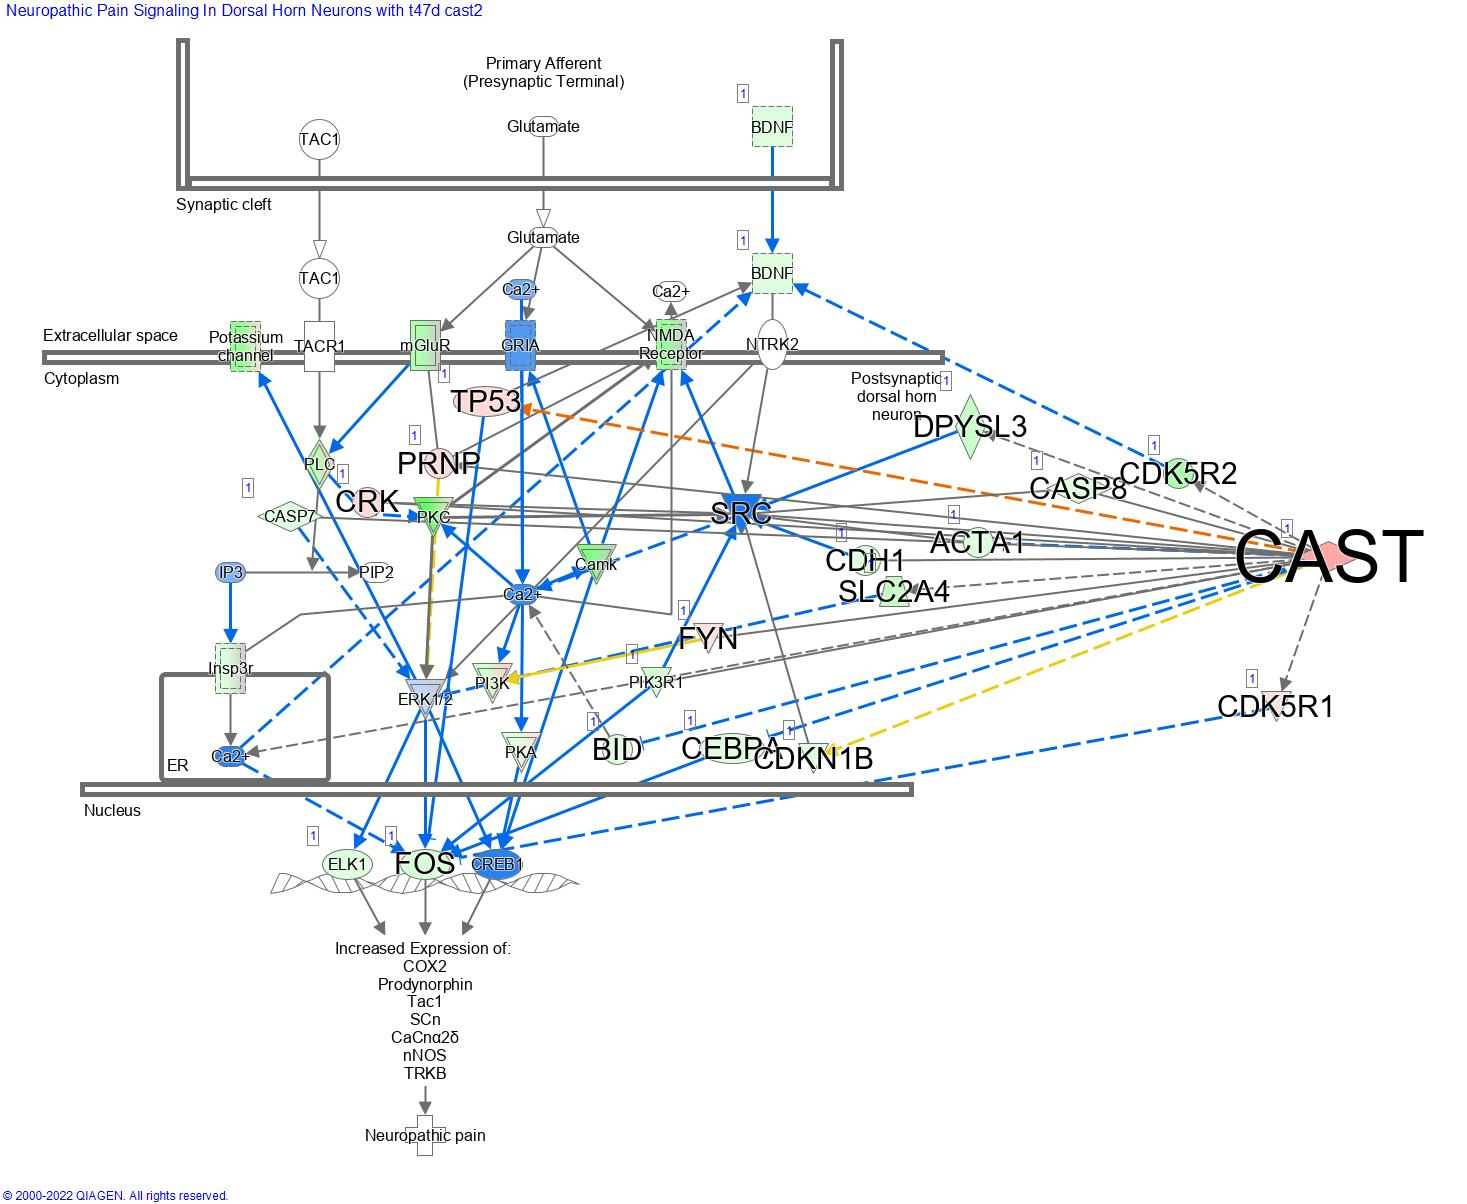 Neuropathic Pain Signaling In Dorsal Horn Neurons with t47d cast2
Primary Afferent
(Presynaptic Terminal)
1
TAC1
Glutamate
BDNF
Synaptic cleft
1
Glutamate
TAC1
BDNF
Ca2+
Ca2+
Extracellular space
Potassium
channel
TACR1
mGluR
GRIA
NMDA
Receptor
NTRK2
Cytoplasm
Postsynaptic
dorsal horn
neuron
1
1
TP53
DPYSL3
1
1
1
PRNP
PLC
1
CASP8
CDK5R2
1
CRK
CASP7
PKC
SRC
1
ACTA1
1
1
CAST
CDH1
1
IP3
PIP2
Camk
Ca2+
SLC2A4
1
FYN
1
Insp3r
PI3K
PIK3R1
ERK1/2
1
CDK5R1
1
1
1
BID
CEBPA
CDKN1B
PKA
Ca2+
ER
Nucleus
1
1
ELK1
FOS
CREB1
Increased Expression of:
COX2
Prodynorphin
Tac1
SCn
CaCnα2δ
nNOS
TRKB
Neuropathic pain
© 2000-2022 QIAGEN. All rights reserved.